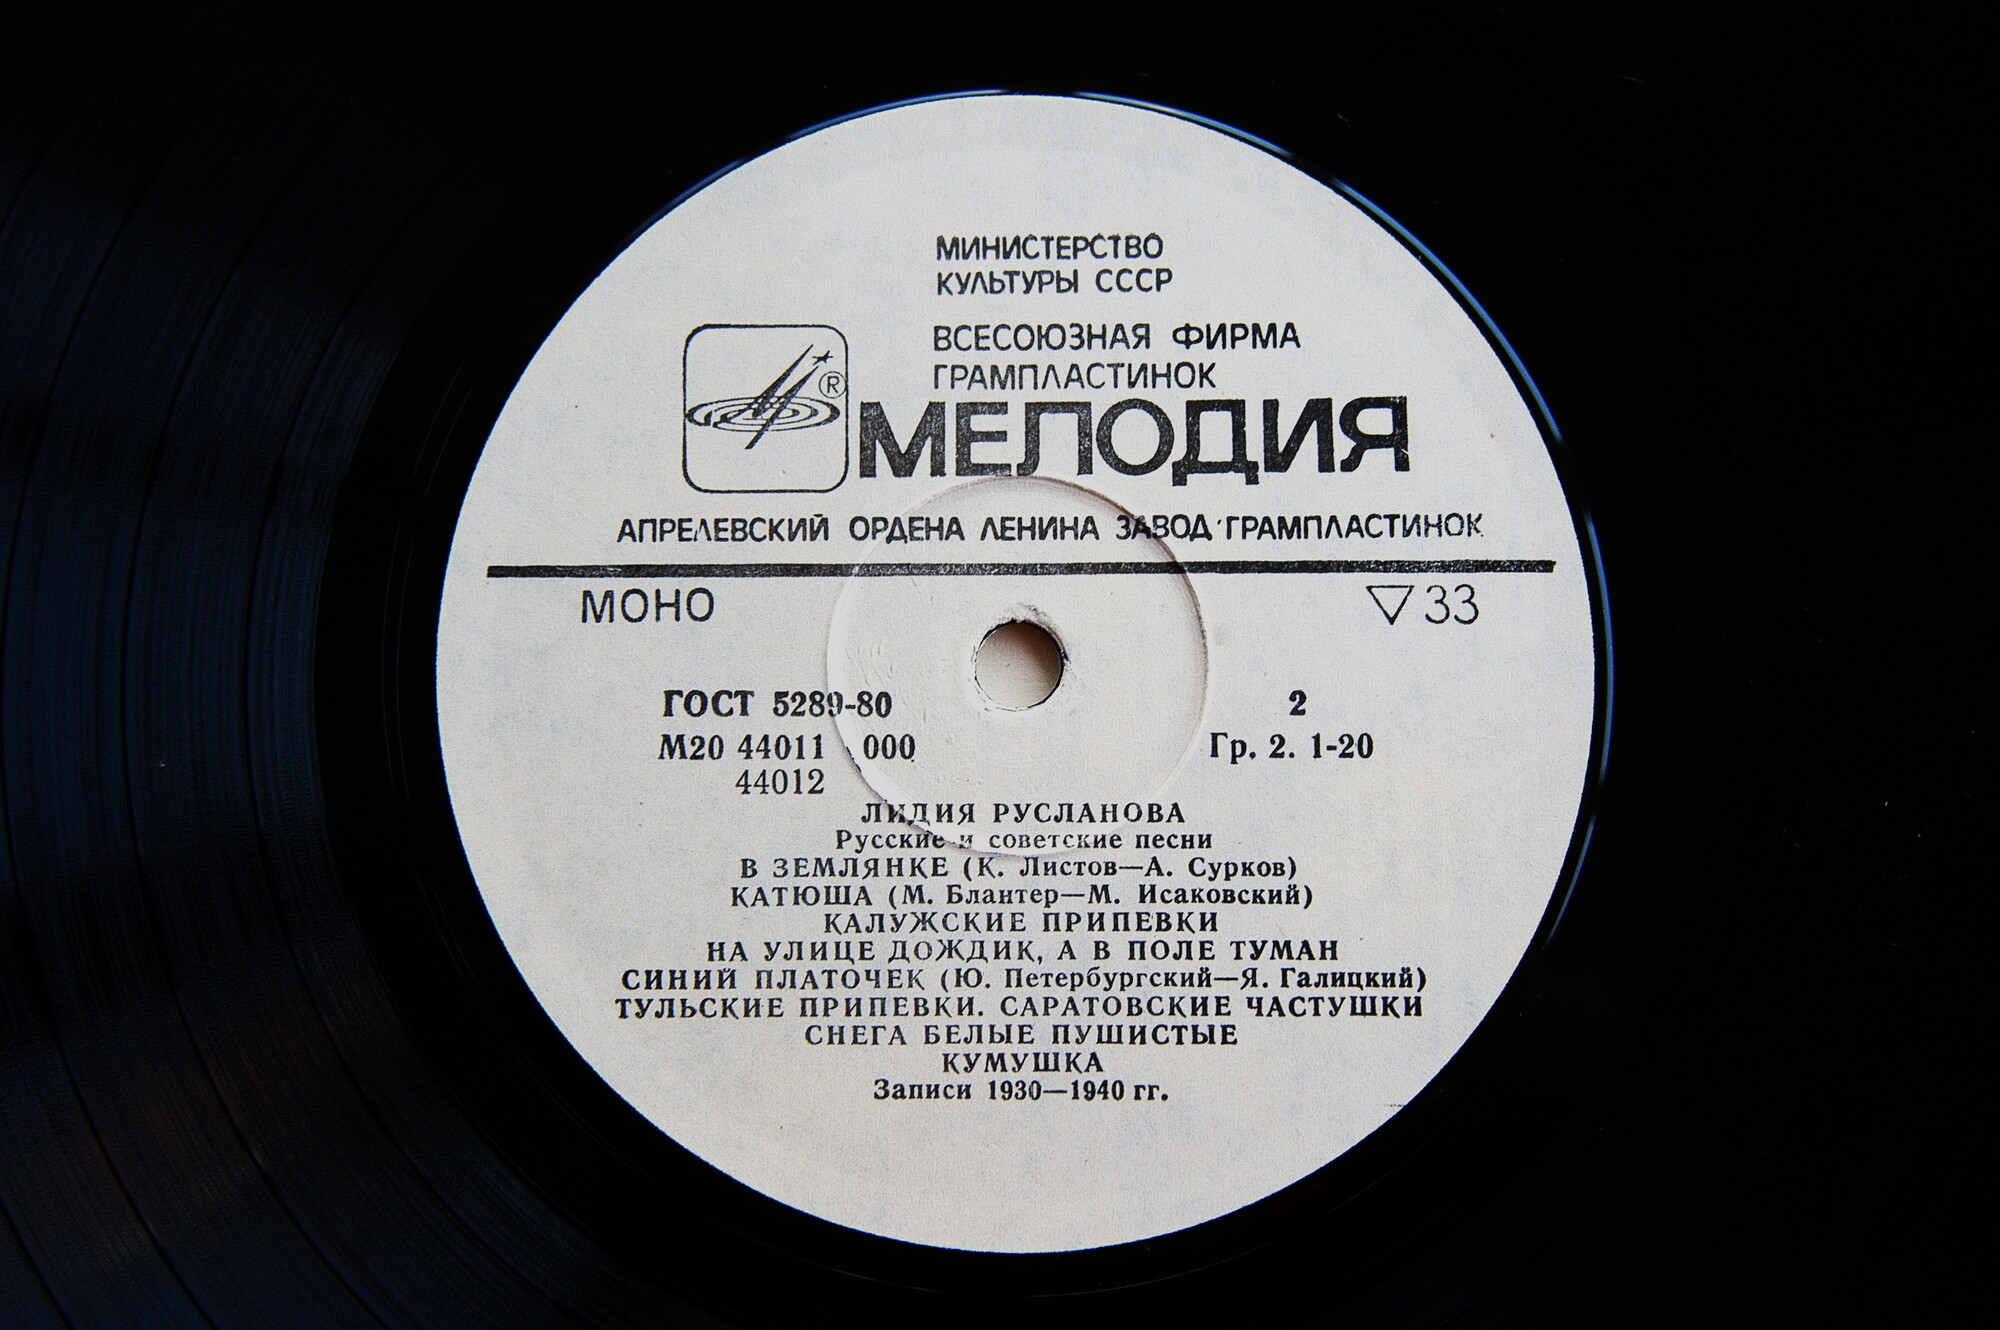 МИНИСТЕРСТВО
КУЛЬТУРЫ СССР
ВСЕСОЮЗНАЯ ФИРМА
ГРАМПЛАСТИНОК
®
МЕЛОДИЯ
АПРЕЛЕВСКИЙ ОРДЕНА ЛЕНИНА ЗАВОД ГРАМПЛАСТИНОК
МОНО ▽33
ГОСТ 5289-80 2
М20 44011 000 Гр. 2. 1-20
44012
ЛИДИЯ РУСЛАНОВА
Русские и советские песни
В ЗЕМЛЯНКЕ (К. Листов—А. Сурков)
КАТЮША (М. Блантер—М. Исаковский)
КАЛУЖСКИЕ ПРИПЕВКИ
НА УЛИЦЕ ДОЖДИК, А В ПОЛЕ ТУМАН
СИНИЙ ПЛАТОЧЕК (Ю. Петербургский—Я. Галицкий)
ТУЛЬСКИЕ ПРИПЕВКИ. САРАТОВСКИЕ ЧАСТУШКИ
СНЕГА БЕЛЫЕ ПУШИСТЫЕ
КУМУШКА
Записи 1930—1940 гг.